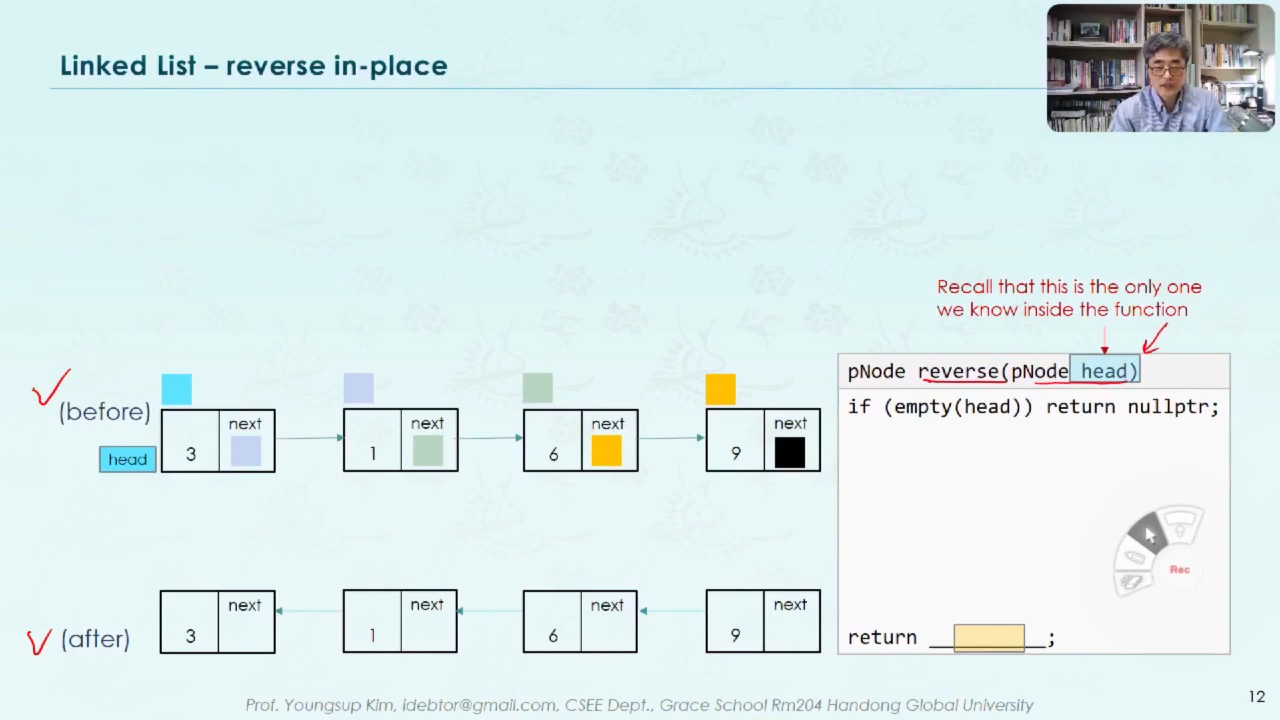 Linked List – reverse in-place
Recall that this is the only one
we know inside the function
pNode reverse(pNode head)
if (empty(head)) return nullptr;
(before)
head
3 next
1 next
6 next
9 next
Rec
(after)
3 next
1 next
6 next
9 next
return ________;
Prof. Youngsup Kim, idebtor@gmail.com, CSEE Dept., Grace School Rm204 Handong Global University
12